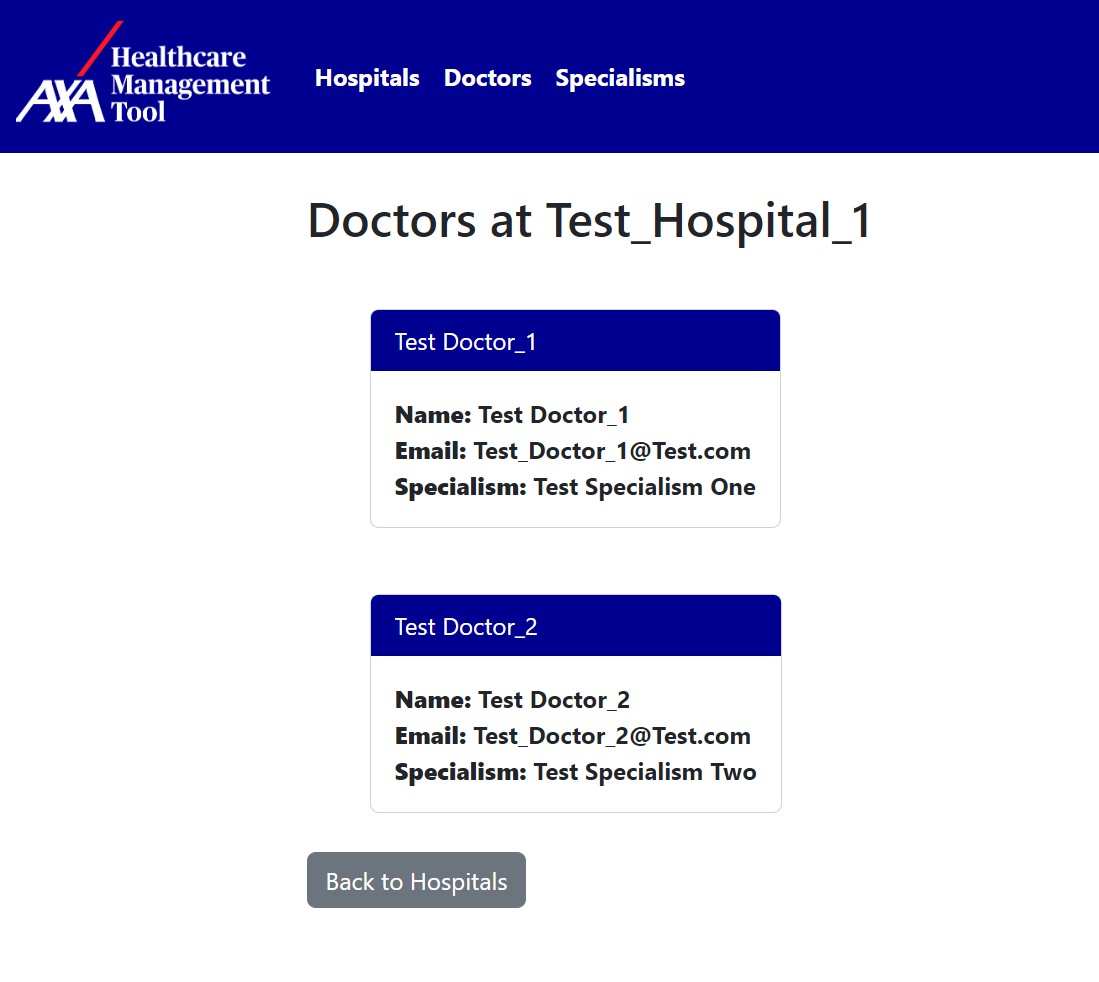 Healthcare
Management
Tool
AXA
Hospitals Doctors Specialisms
Doctors at Test_Hospital_1
Test Doctor_1
Name: Test Doctor_1
Email: Test_Doctor_1@Test.com
Specialism: Test Specialism One
Test Doctor_2
Name: Test Doctor_2
Email: Test_Doctor_2@Test.com
Specialism: Test Specialism Two
Back to Hospitals